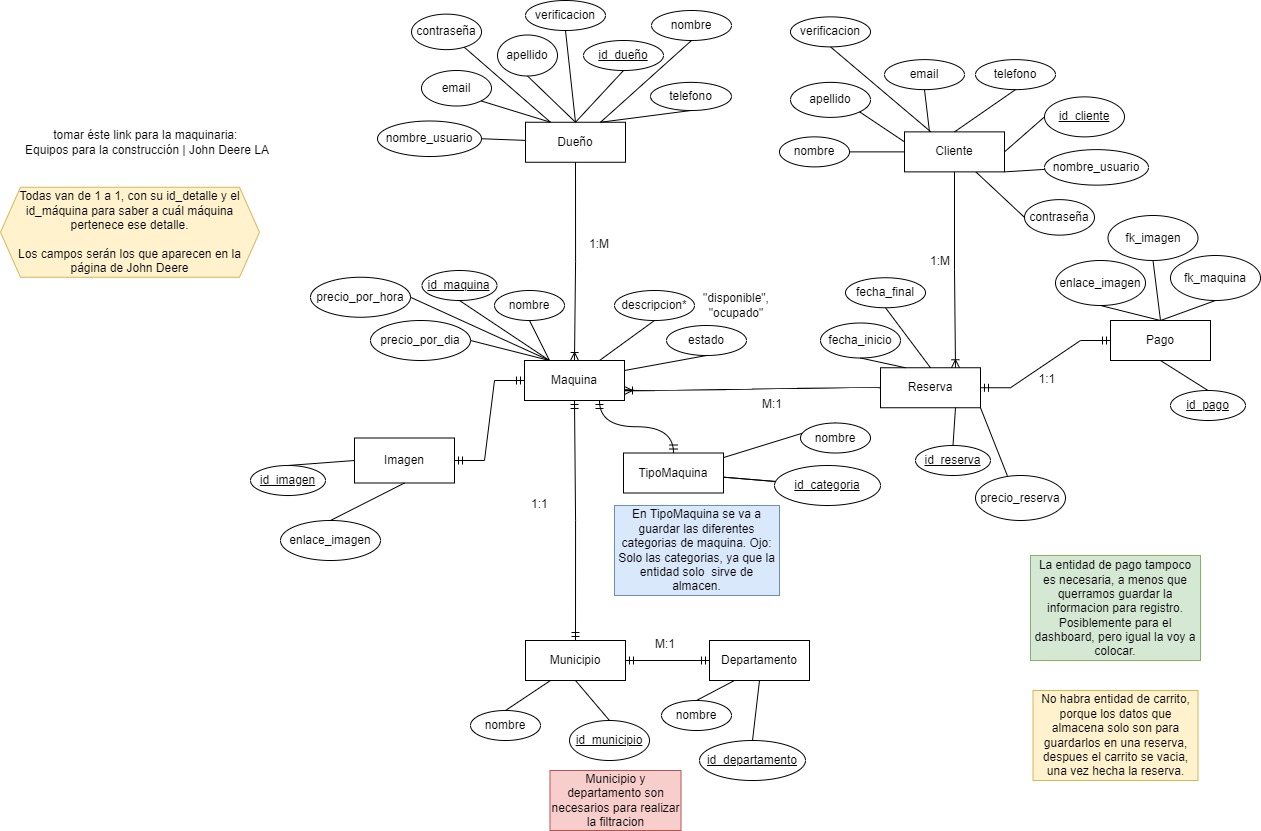 verificacion
contraseña
nombre
apellido
id_dueño
email
telefono
nombre_usuario
Dueño
verificacion
email
telefono
apellido
id_cliente
nombre
Cliente
nombre_usuario
contraseña
tomar éste link para la maquinaria:
Equipos para la construcción | John Deere LA
Todas van de 1 a 1, con su id_detalle y el
id_máquina para saber a cuál máquina
pertenece ese detalle.
Los campos serán los que aparecen en la
página de John Deere
1:M
1:M
fk_imagen
enlace_imagen
fk_maquina
Pago
id_pago
1:1
id_maquina
precio_por_hora
nombre
descripcion*
"disponible",
"ocupado"
precio_por_dia
estado
Maquina
fecha_final
fecha_inicio
Reserva
M:1
id_reserva
precio_reserva
Imagen
id_imagen
enlace_imagen
nombre
TipoMaquina
id_categoria
1:1
En TipoMaquina se va a
guardar las diferentes
categorias de maquina. Ojo:
Solo las categorias, ya que la
entidad solo sirve de
almacen.
La entidad de pago tampoco
es necesaria, a menos que
querramos guardar la
informacion para registro.
Posiblemente para el
dashboard, pero igual la voy a
colocar.
Municipio
M:1
Departamento
nombre
id_municipio
nombre
id_departamento
No habra entidad de carrito,
porque los datos que
almacena solo son para
guardarlos en una reserva,
despues el carrito se vacia,
una vez hecha la reserva.
Municipio y
departamento son
necesarios para realizar
la filtracion